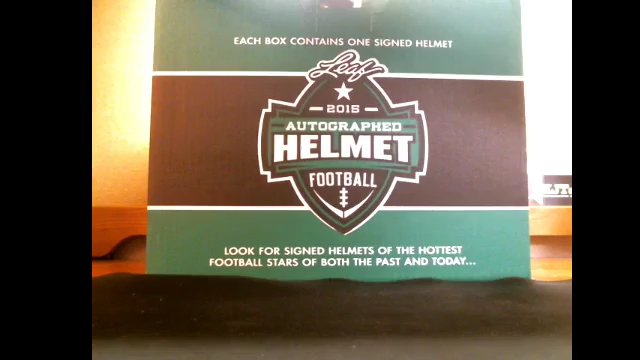 EACH BOX CONTAINS ONE SIGNED HELMET
Leaf
2015
AUTOGRAPHED
HELMET
FOOTBALL
LOOK FOR SIGNED HELMETS OF THE HOTTEST
FOOTBALL STARS OF BOTH THE PAST AND TODAY...